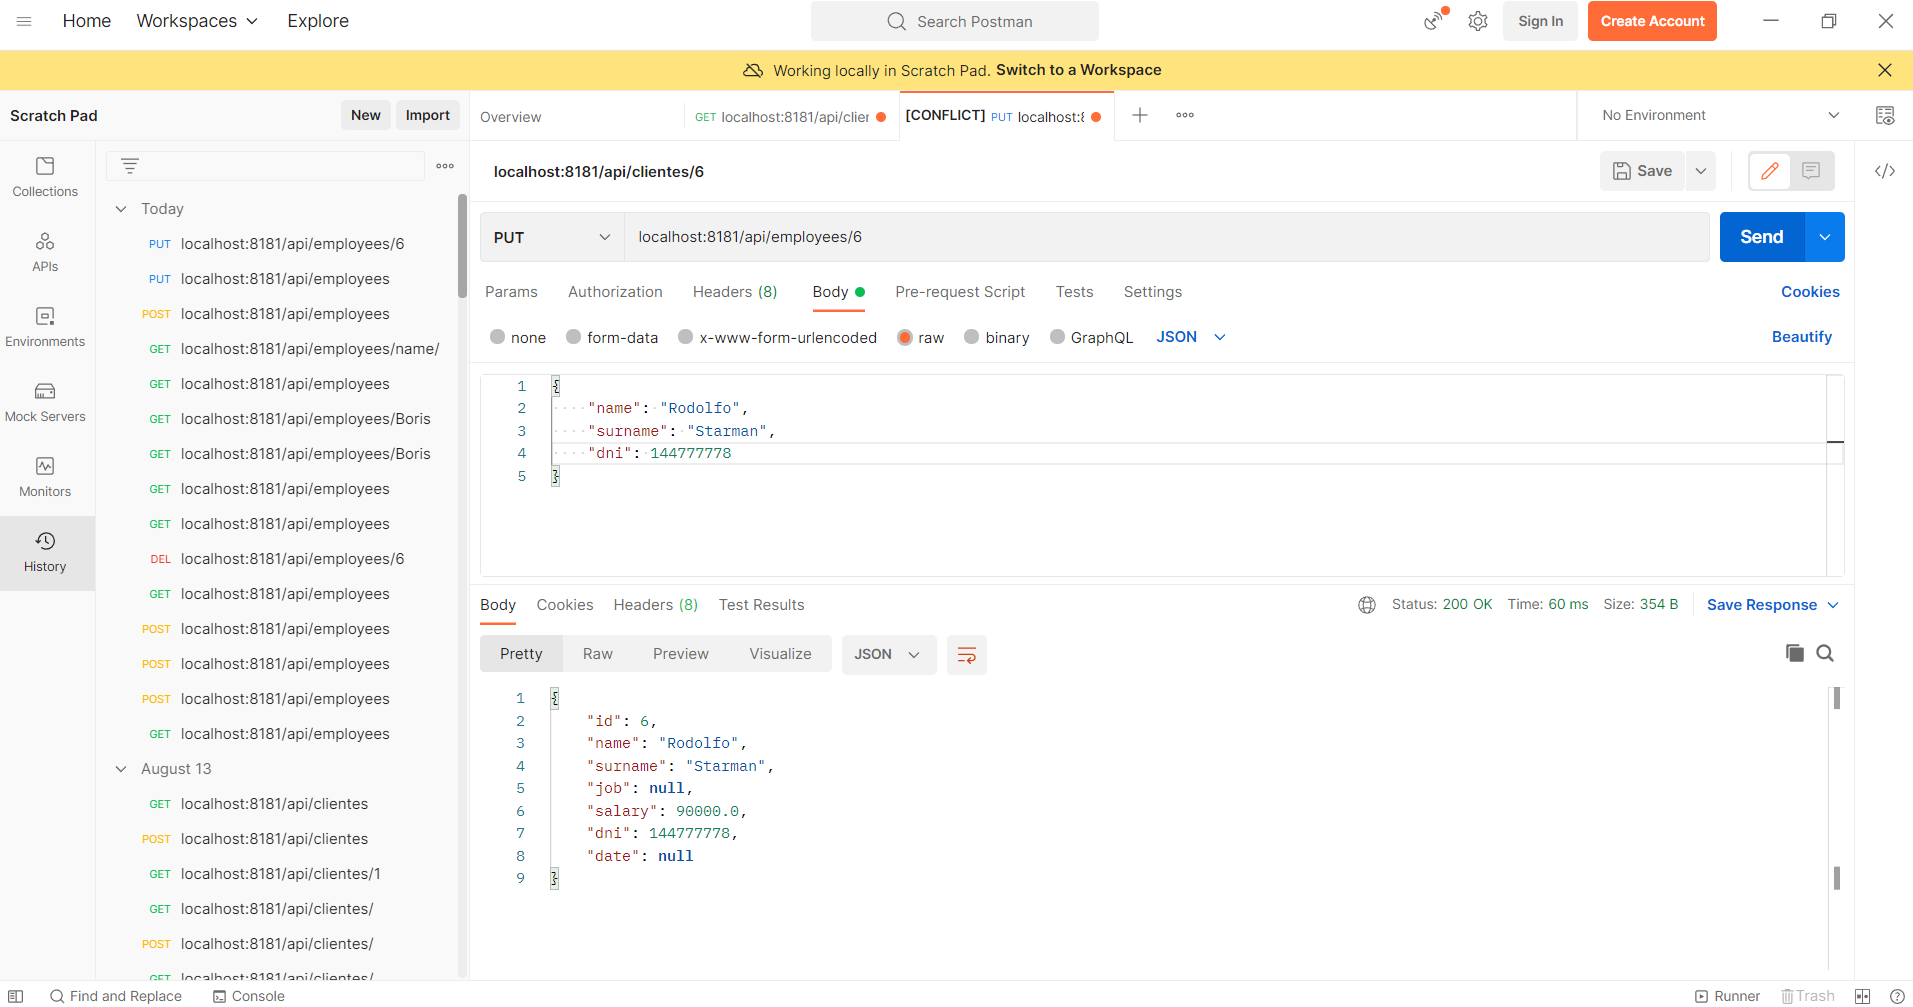 Home Workspaces Explore Search Postman Sign In Create Account
Working locally in Scratch Pad. Switch to a Workspace
Scratch Pad New Import
Overview GET localhost:8181/api/clier [CONFLICT] PUT localhost:8 No Environment
Collections
APIs
Environments
Mock Servers
Monitors
History
Today
PUT localhost:8181/api/employees/6
PUT localhost:8181/api/employees
POST localhost:8181/api/employees
GET localhost:8181/api/employees/name/
GET localhost:8181/api/employees
GET localhost:8181/api/employees/Boris
GET localhost:8181/api/employees/Boris
GET localhost:8181/api/employees
GET localhost:8181/api/employees
DEL localhost:8181/api/employees/6
GET localhost:8181/api/employees
POST localhost:8181/api/employees
POST localhost:8181/api/employees
POST localhost:8181/api/employees
GET localhost:8181/api/employees
August 13
GET localhost:8181/api/clientes
POST localhost:8181/api/clientes
GET localhost:8181/api/clientes/1
GET localhost:8181/api/clientes/
POST localhost:8181/api/clientes/
GET localhost:8181/api/clientes/
localhost:8181/api/clientes/6 Save
PUT localhost:8181/api/employees/6 Send
Params Authorization Headers (8) Body Pre-request Script Tests Settings Cookies
none form-data x-www-form-urlencoded raw binary GraphQL JSON Beautify
1 {
2 "name": "Rodolfo",
3 "surname": "Starman",
4 "dni": 144777778
5 }
Body Cookies Headers (8) Test Results Status: 200 OK Time: 60 ms Size: 354 B Save Response
Pretty Raw Preview Visualize JSON
1 {
2 "id": 6,
3 "name": "Rodolfo",
4 "surname": "Starman",
5 "job": null,
6 "salary": 90000.0,
7 "dni": 144777778,
8 "date": null
9 }
Find and Replace Console Runner Trash